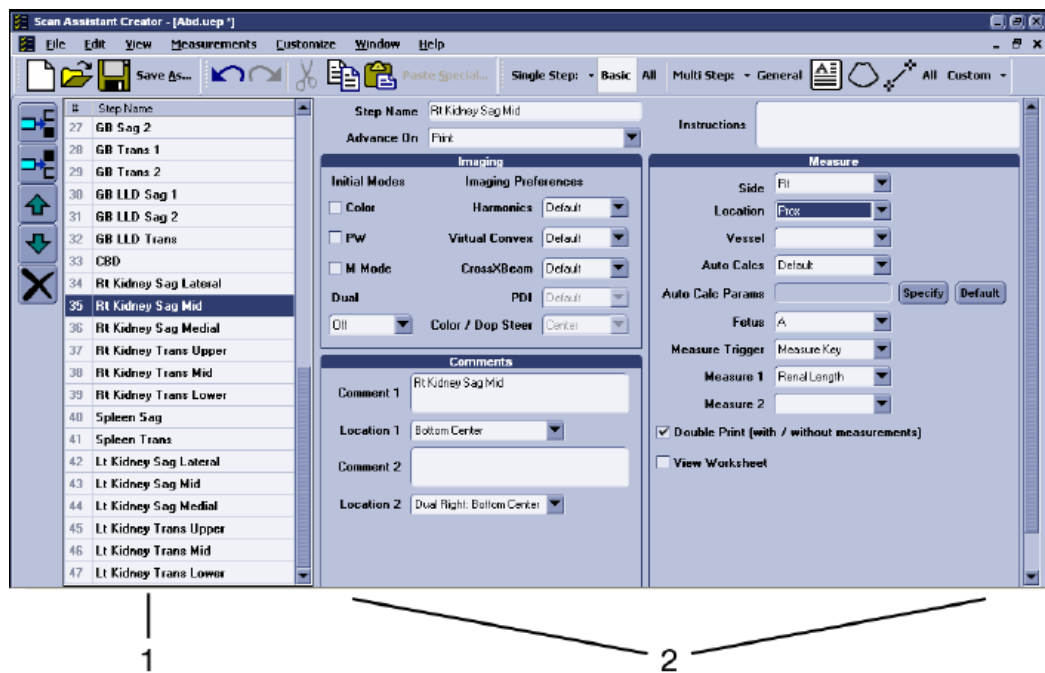 Scan Assistant Creator - [Abd.uep *]
File Edit View Measurements Customize Window Help
Save As... Paste Special... Single Step: Basic All Multi Step: General All Custom
# Step Name
27 GB Sag 2
28 GB Trans 1
29 GB Trans 2
30 GB LLD Sag 1
31 GB LLD Sag 2
32 GB LLD Trans
33 CBD
34 Rt Kidney Sag Lateral
35 Rt Kidney Sag Mid
36 Rt Kidney Sag Medial
37 Rt Kidney Trans Upper
38 Rt Kidney Trans Mid
39 Rt Kidney Trans Lower
40 Spleen Sag
41 Spleen Trans
42 Lt Kidney Sag Lateral
43 Lt Kidney Sag Mid
44 Lt Kidney Sag Medial
45 Lt Kidney Trans Upper
46 Lt Kidney Trans Mid
47 Lt Kidney Trans Lower
Step Name Rt Kidney Sag Mid
Advance On Print
Instructions
Imaging
Initial Modes Imaging Preferences
Color Harmonics Default
PW Virtual Convex Default
M Mode CrossXBeam Default
Dual PDI Default
Off Color / Dop Steer Center
Comments
Comment 1 Rt Kidney Sag Mid
Location 1 Bottom Center
Comment 2
Location 2 Dual Right: Bottom Center
Measure
Side Rt
Location Prox
Vessel
Auto Calcs Default
Auto Calc Params Specify Default
Fetus A
Measure Trigger Measure Key
Measure 1 Renal Length
Measure 2
Double Print (with / without measurements)
View Worksheet
1
2